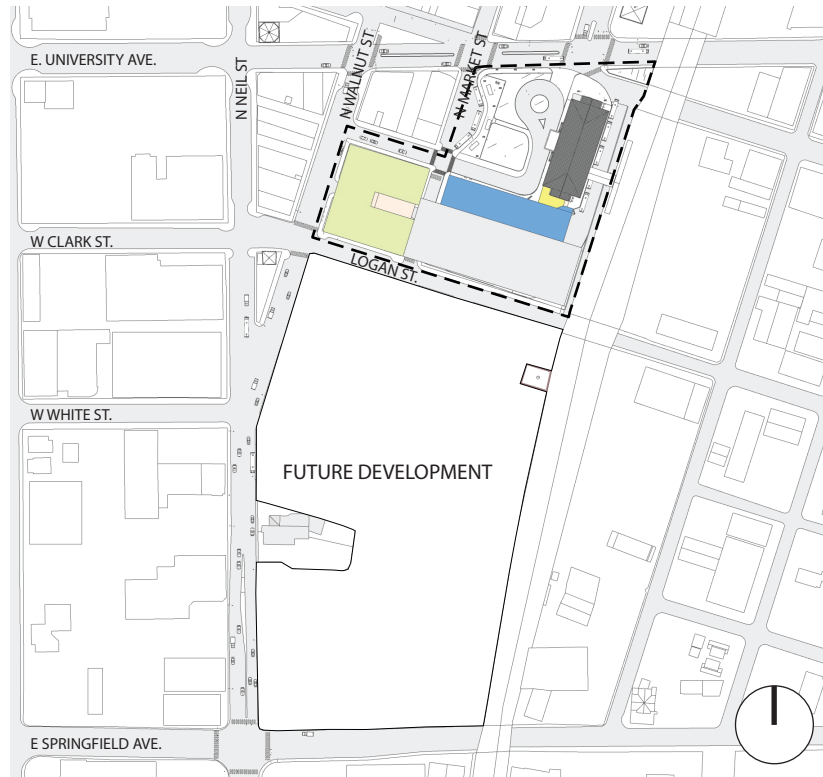 E. UNIVERSITY AVE.
N NEIL ST
N WALNUT ST
N MARKET ST
W CLARK ST.
LOGAN ST.
W WHITE ST.
FUTURE DEVELOPMENT
E SPRINGFIELD AVE.